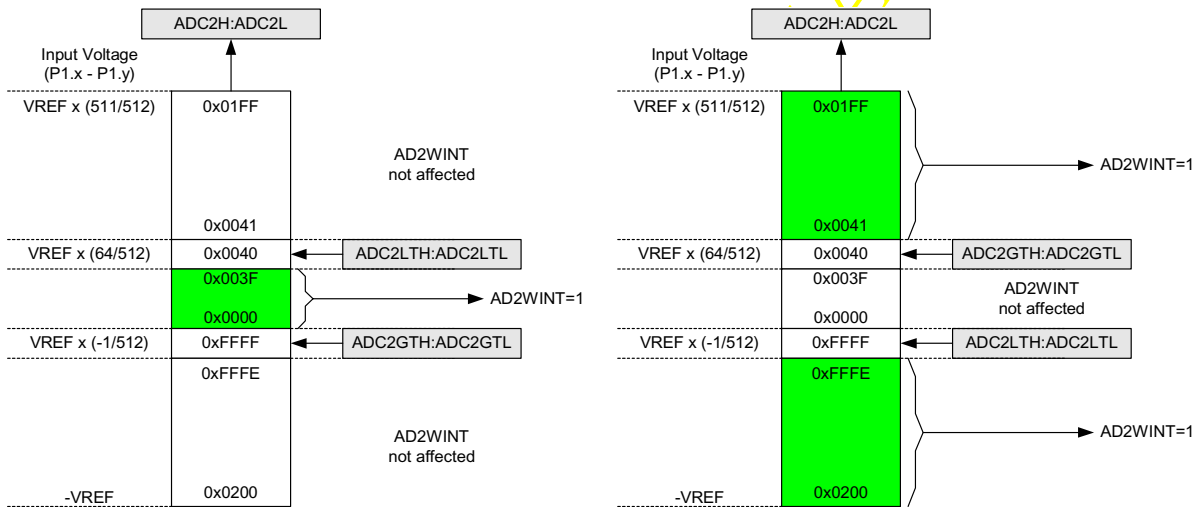 ADC2H:ADC2L
Input Voltage
(P1.x - P1.y)
VREF x (511/512)
0x01FF
AD2WINT
not affected
0x0041
VREF x (64/512)
0x0040
ADC2LTH:ADC2LTL
0x003F
AD2WINT=1
0x0000
VREF x (-1/512)
0xFFFF
ADC2GTH:ADC2GTL
0xFFFE
AD2WINT
not affected
-VREF
0x0200
ADC2H:ADC2L
Input Voltage
(P1.x - P1.y)
VREF x (511/512)
0x01FF
AD2WINT=1
0x0041
VREF x (64/512)
0x0040
ADC2GTH:ADC2GTL
0x003F
AD2WINT
not affected
0x0000
VREF x (-1/512)
0xFFFF
ADC2LTH:ADC2LTL
0xFFFE
AD2WINT=1
-VREF
0x0200